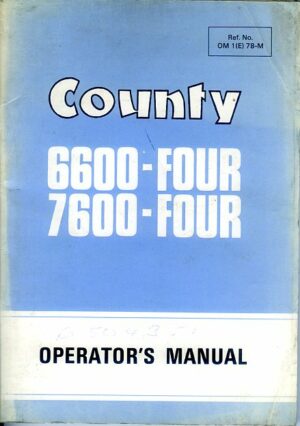 Ref. No.
OM 1(E) 78-M
County
6600-FOUR
7600-FOUR
OPERATOR'S MANUAL